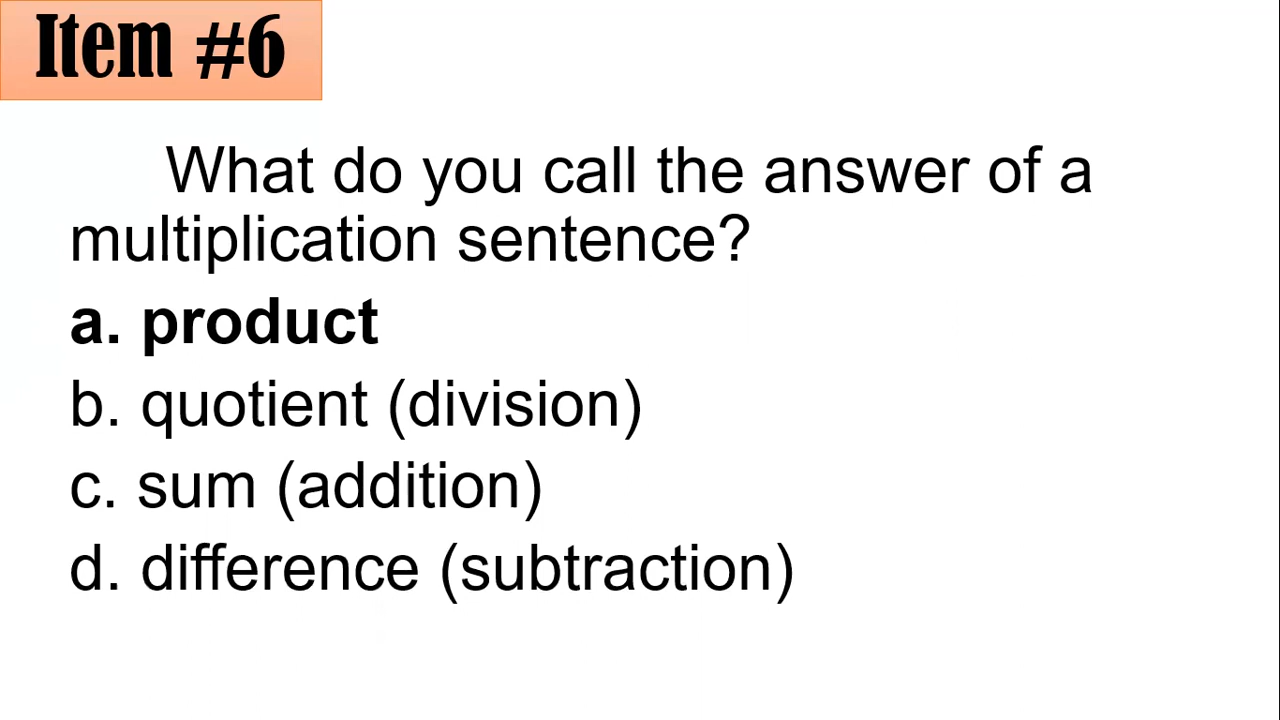 Item #6
What do you call the answer of a
multiplication sentence?
a. product
b. quotient (division)
c. sum (addition)
d. difference (subtraction)